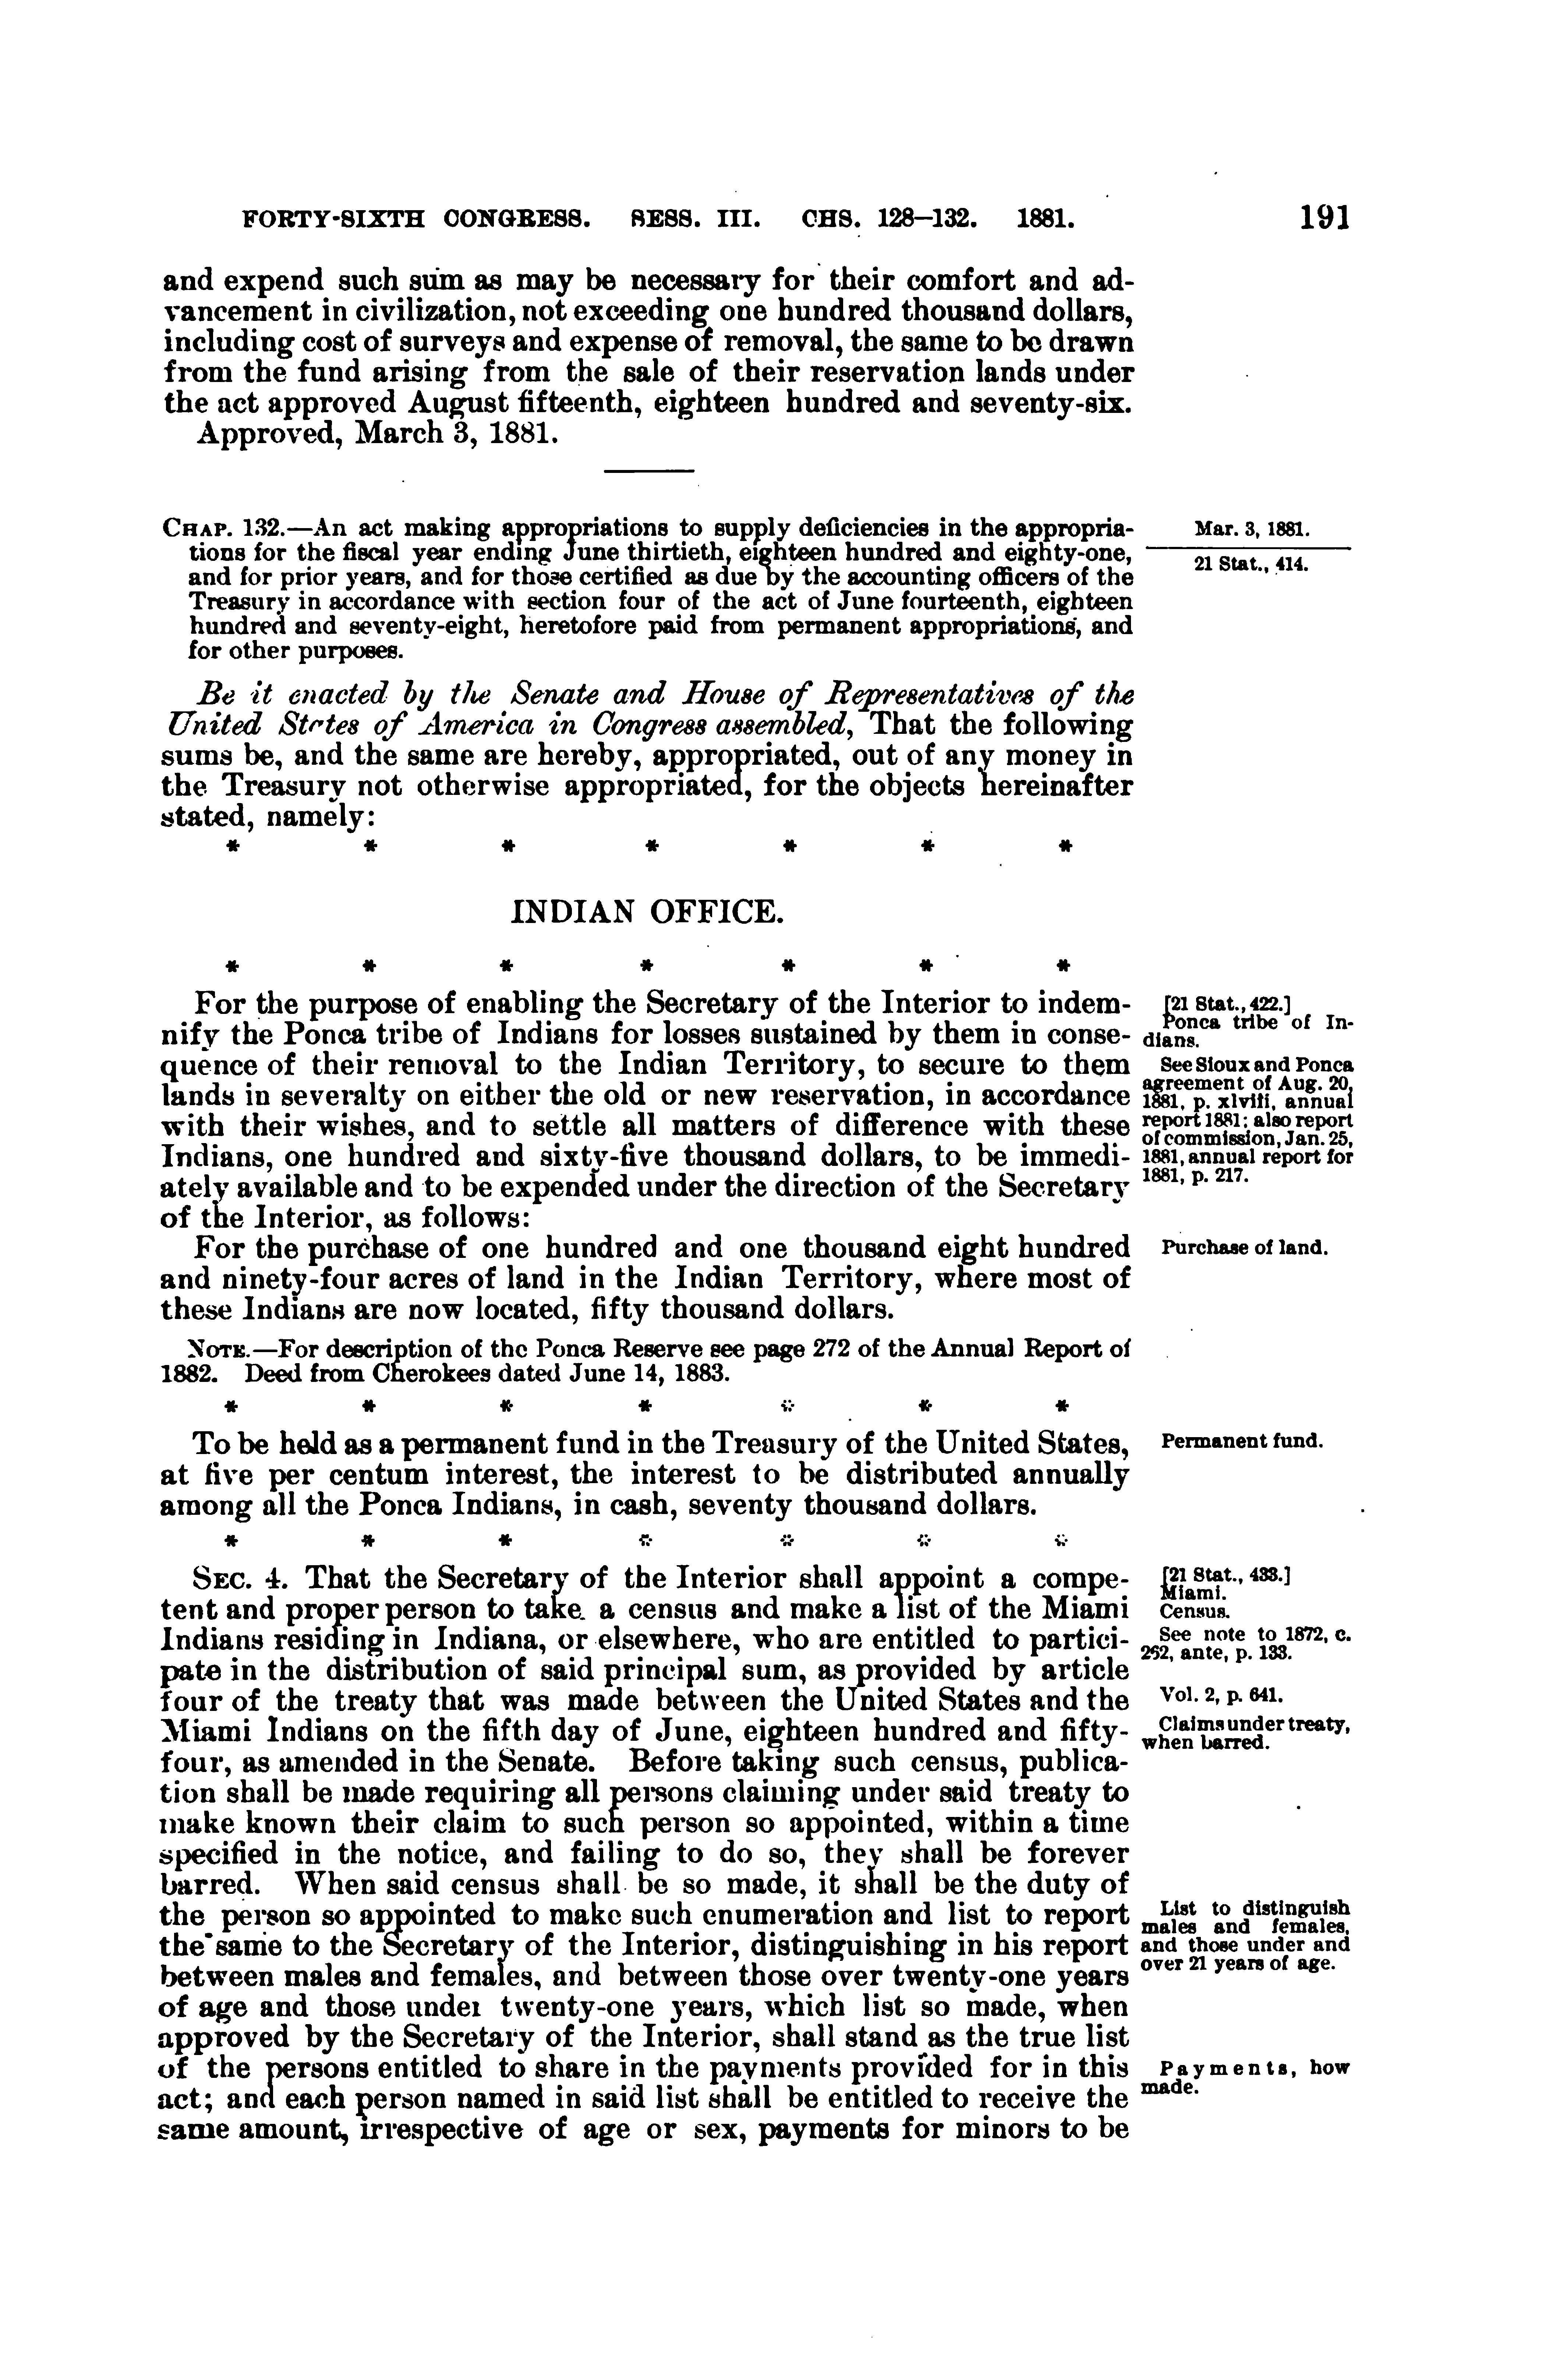 FORTY-SIXTH CONGRESS. SESS. III. CHS. 128–132. 1881. 191
and expend such sum as may be necessary for their comfort and ad-
vancement in civilization, not exceeding one hundred thousand dollars,
including cost of surveys and expense of removal, the same to be drawn
from the fund arising from the sale of their reservation lands under
the act approved August fifteenth, eighteen hundred and seventy-six.
Approved, March 3, 1881.
CHAP. 132.—An act making appropriations to supply deficiencies in the appropria-
tions for the fiscal year ending June thirtieth, eighteen hundred and eighty-one,
and for prior years, and for those certified as due by the accounting officers of the
Treasury in accordance with section four of the act of June fourteenth, eighteen
hundred and seventy-eight, heretofore paid from permanent appropriations, and
for other purposes.
Mar. 3, 1881.
21 Stat., 414.
Be it enacted by the Senate and House of Representatives of the
United States of America in Congress assembled, That the following
sums be, and the same are hereby, appropriated, out of any money in
the Treasury not otherwise appropriated, for the objects hereinafter
stated, namely:
* * * * * * *
INDIAN OFFICE.
* * * * * * *
For the purpose of enabling the Secretary of the Interior to indem-
nify the Ponca tribe of Indians for losses sustained by them in conse-
quence of their removal to the Indian Territory, to secure to them
lands in severalty on either the old or new reservation, in accordance
with their wishes, and to settle all matters of difference with these
Indians, one hundred and sixty-five thousand dollars, to be immedi-
ately available and to be expended under the direction of the Secretary
of the Interior, as follows:
[21 Stat., 422.]
Ponca tribe of In-
dians.
See Sioux and Ponca
agreement of Aug. 20,
1881, p. xlviii, annual
report 1881; also report
of commission, Jan. 25,
1881, annual report for
1881, p. 217.
For the purchase of one hundred and one thousand eight hundred
and ninety-four acres of land in the Indian Territory, where most of
these Indians are now located, fifty thousand dollars.
Purchase of land.
NOTE.—For description of the Ponca Reserve see page 272 of the Annual Report of
1882. Deed from Cherokees dated June 14, 1883.
* * * * * * *
To be held as a permanent fund in the Treasury of the United States,
at five per centum interest, the interest to be distributed annually
among all the Ponca Indians, in cash, seventy thousand dollars.
Permanent fund.
* * * * * * *
SEC. 4. That the Secretary of the Interior shall appoint a compe-
tent and proper person to take a census and make a list of the Miami
Indians residing in Indiana, or elsewhere, who are entitled to partici-
pate in the distribution of said principal sum, as provided by article
four of the treaty that was made between the United States and the
Miami Indians on the fifth day of June, eighteen hundred and fifty-
four, as amended in the Senate. Before taking such census, publica-
tion shall be made requiring all persons claiming under said treaty to
make known their claim to such person so appointed, within a time
specified in the notice, and failing to do so, they shall be forever
barred. When said census shall be so made, it shall be the duty of
the person so appointed to make such enumeration and list to report
the same to the Secretary of the Interior, distinguishing in his report
between males and females, and between those over twenty-one years
of age and those under twenty-one years, which list so made, when
approved by the Secretary of the Interior, shall stand as the true list
of the persons entitled to share in the payments provided for in this
act; and each person named in said list shall be entitled to receive the
same amount, irrespective of age or sex, payments for minors to be
[21 Stat., 433.]
Miami.
Census.
See note to 1872, c.
262, ante, p. 133.
Vol. 2, p. 641.
Claims under treaty,
when barred.
List to distinguish
males and females,
and those under and
over 21 years of age.
Payments, how
made.